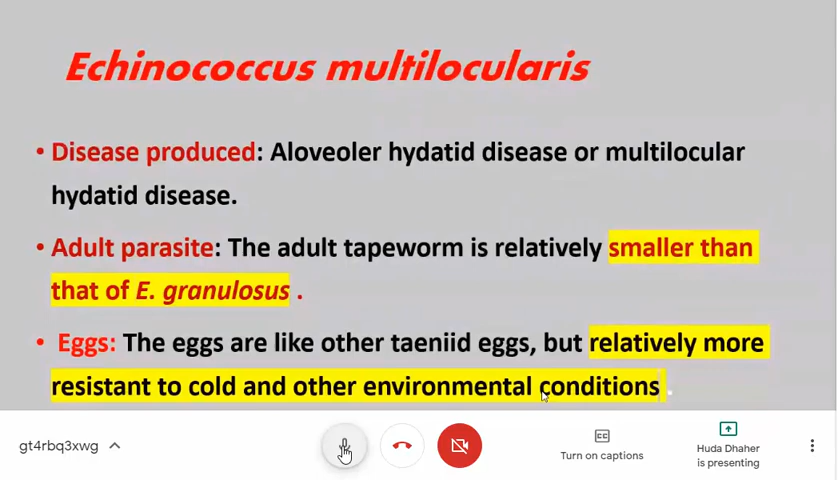 Echinococcus multilocularis
• Disease produced: Aloveoler hydatid disease or multilocular
hydatid disease.
• Adult parasite: The adult tapeworm is relatively smaller than
that of E. granulosus .
• Eggs: The eggs are like other taeniid eggs, but relatively more
resistant to cold and other environmental conditions .
gt4rbq3xwg
Turn on captions
Huda Dhaher
is presenting